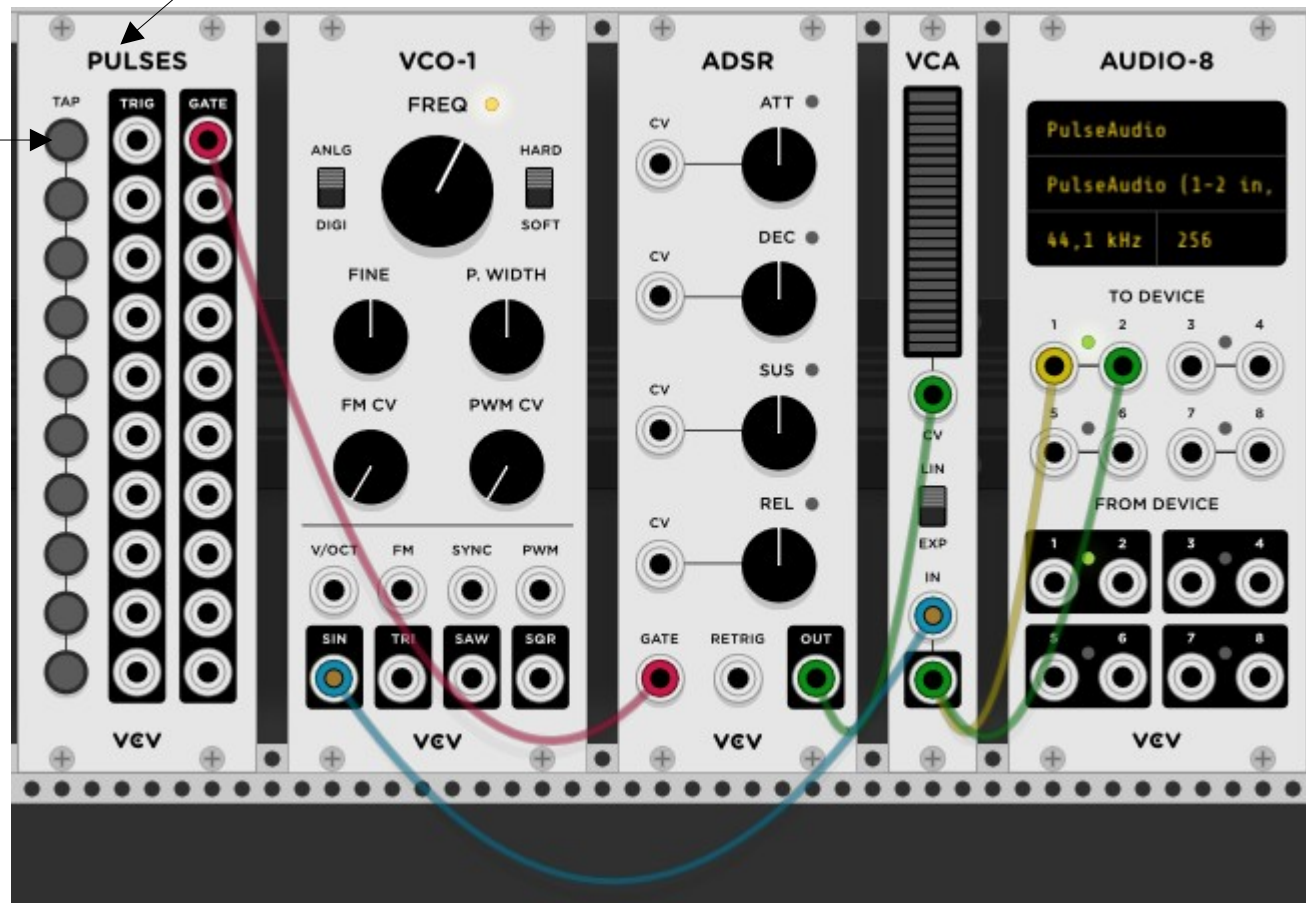 PULSES
TAP
TRIG
GATE
VCV
VCO-1
FREQ
ANLG
HARD
DIGI
SOFT
FINE
P. WIDTH
FM CV
PWM CV
V/OCT
FM
SYNC
PWM
SIN
TRI
SAW
SQR
VCV
ADSR
ATT
CV
DEC
CV
SUS
CV
REL
CV
GATE
RETRIG
OUT
VCV
VCA
CV
LIN
EXP
IN
AUDIO-8
PulseAudio
PulseAudio (1-2 in,
44,1 kHz
256
TO DEVICE
1 2 3 4
5 6 7 8
FROM DEVICE
1 2 3 4
5 6 7 8
VCV